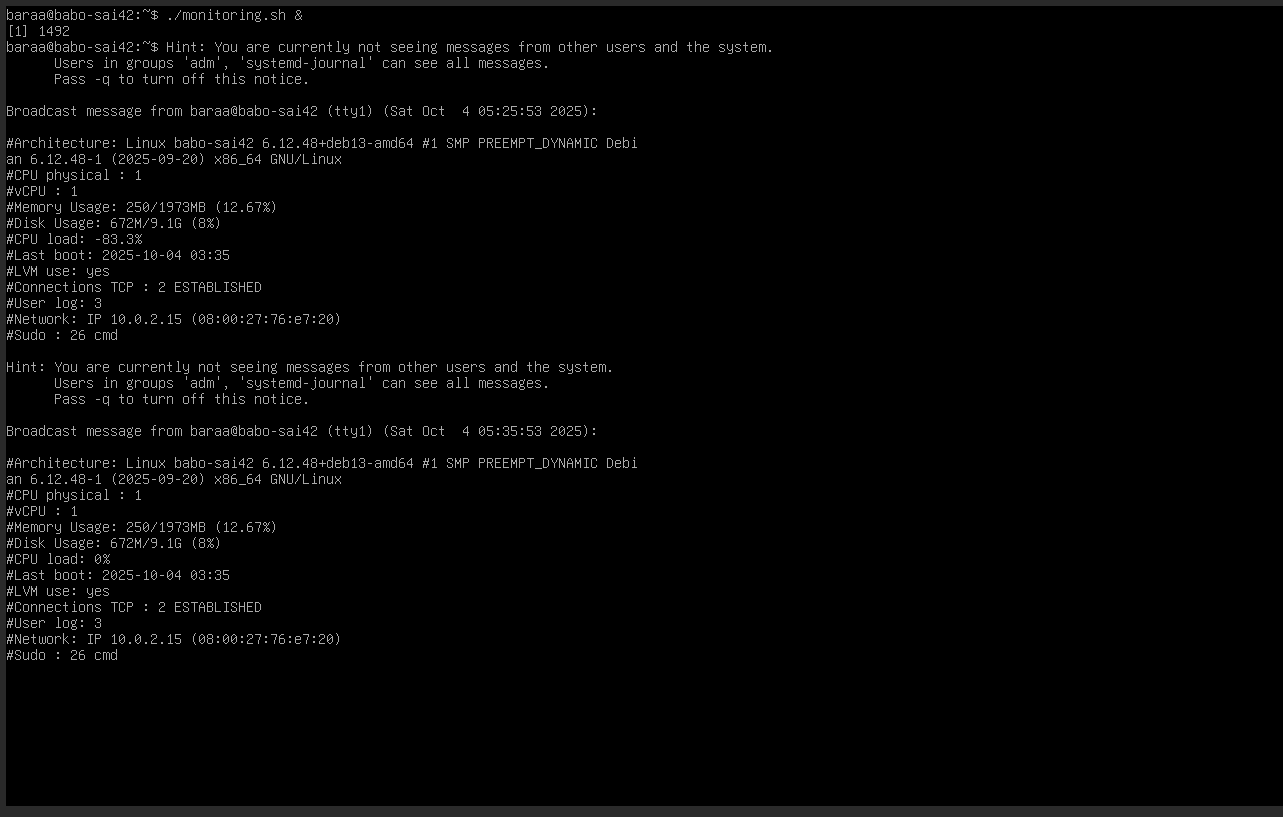 baraa@babo-sai42:~$ ./monitoring.sh &
[1] 1492
baraa@babo-sai42:~$ Hint: You are currently not seeing messages from other users and the system.
      Users in groups 'adm', 'systemd-journal' can see all messages.
      Pass -q to turn off this notice.

Broadcast message from baraa@babo-sai42 (tty1) (Sat Oct  4 05:25:53 2025):

#Architecture: Linux babo-sai42 6.12.48+deb13-amd64 #1 SMP PREEMPT_DYNAMIC Debi
an 6.12.48-1 (2025-09-20) x86_64 GNU/Linux
#CPU physical : 1
#vCPU : 1
#Memory Usage: 250/1973MB (12.67%)
#Disk Usage: 672M/9.1G (8%)
#CPU load: -83.3%
#Last boot: 2025-10-04 03:35
#LVM use: yes
#Connections TCP : 2 ESTABLISHED
#User log: 3
#Network: IP 10.0.2.15 (08:00:27:76:e7:20)
#Sudo : 26 cmd

Hint: You are currently not seeing messages from other users and the system.
      Users in groups 'adm', 'systemd-journal' can see all messages.
      Pass -q to turn off this notice.

Broadcast message from baraa@babo-sai42 (tty1) (Sat Oct  4 05:35:53 2025):

#Architecture: Linux babo-sai42 6.12.48+deb13-amd64 #1 SMP PREEMPT_DYNAMIC Debi
an 6.12.48-1 (2025-09-20) x86_64 GNU/Linux
#CPU physical : 1
#vCPU : 1
#Memory Usage: 250/1973MB (12.67%)
#Disk Usage: 672M/9.1G (8%)
#CPU load: 0%
#Last boot: 2025-10-04 03:35
#LVM use: yes
#Connections TCP : 2 ESTABLISHED
#User log: 3
#Network: IP 10.0.2.15 (08:00:27:76:e7:20)
#Sudo : 26 cmd